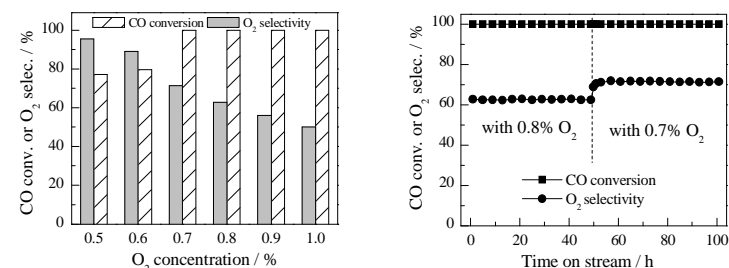 CO conversion
O2 selectivity
CO conv. or O2 selec. / %
100
80
60
40
20
0
0.5 0.6 0.7 0.8 0.9 1.0
O2 concentration / %
CO conv. or O2 selec. / %
100
80
60
40
20
0
with 0.8% O2
with 0.7% O2
CO conversion
O2 selectivity
0 20 40 60 80 100
Time on stream / h